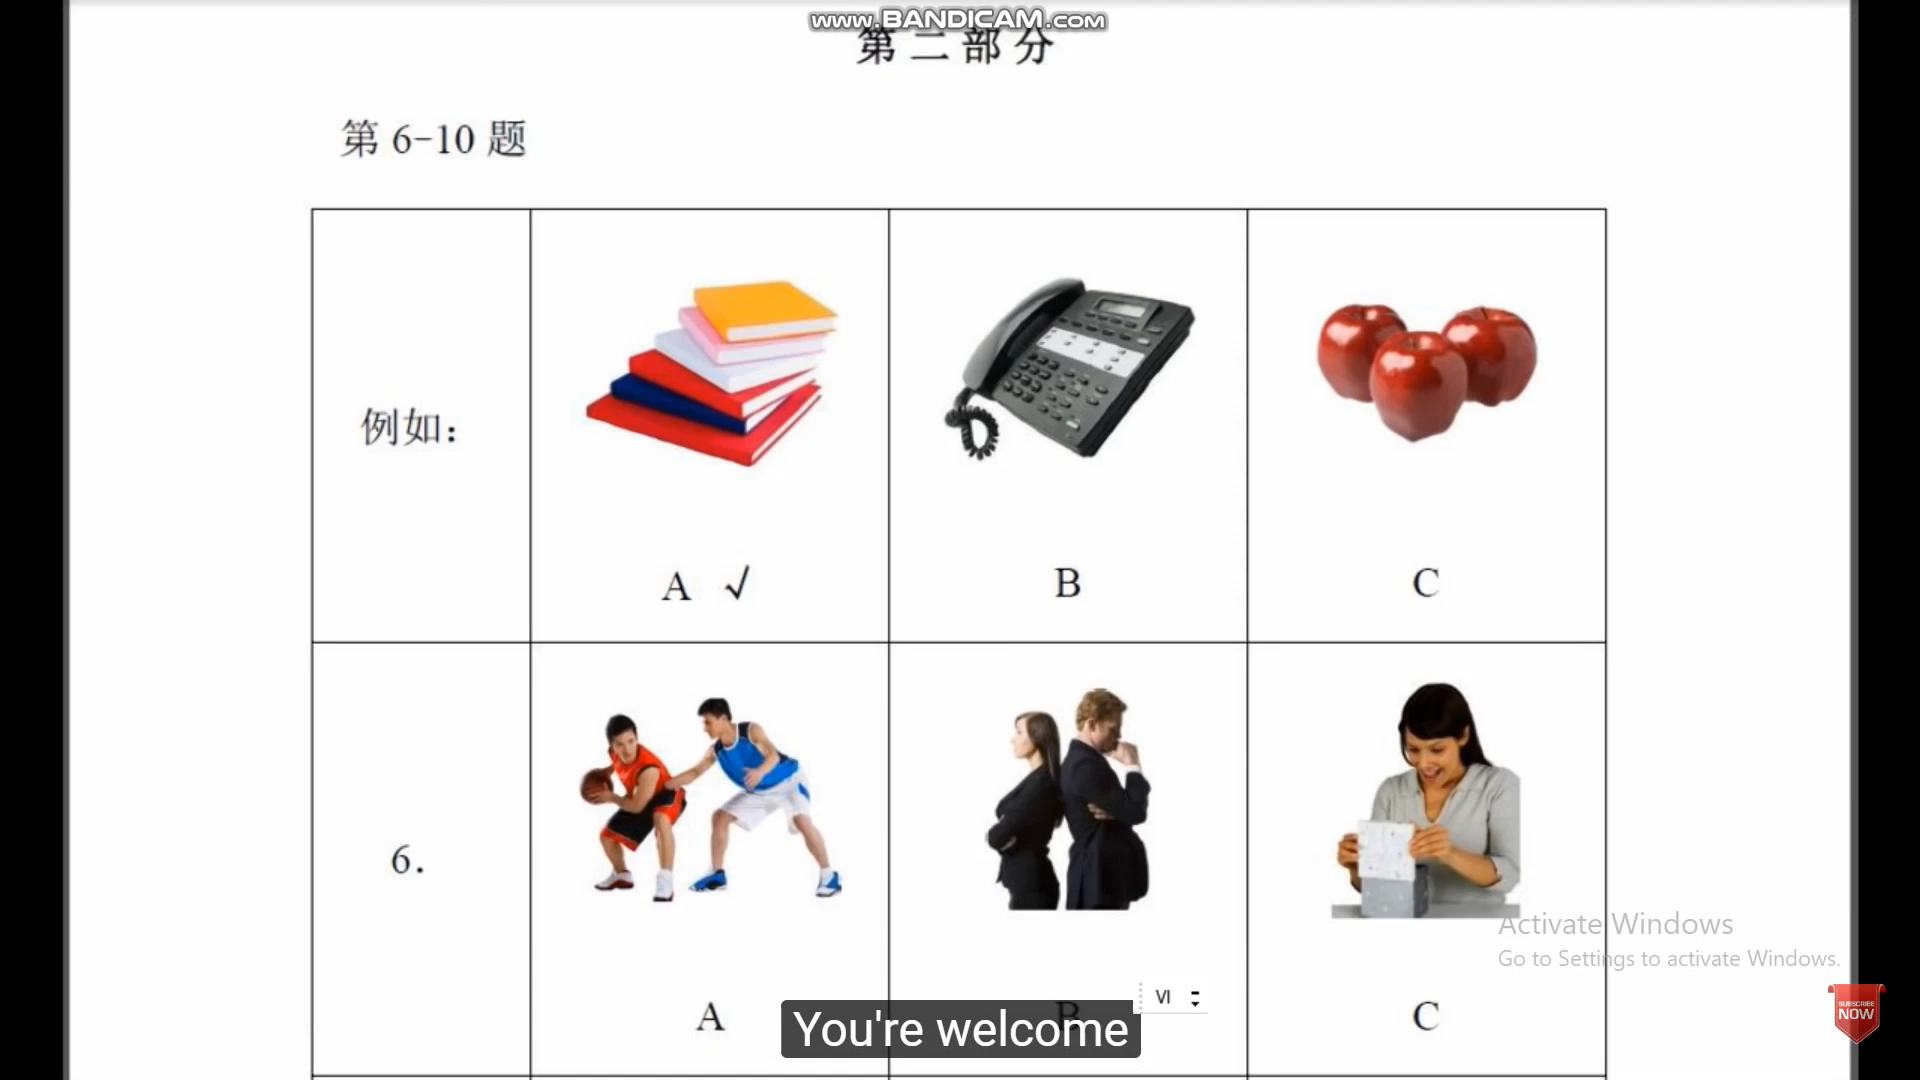 www.BANDICAM.com
第二部分
第 6-10 题
例如：
A √
B
C
6.
A
B
C
VI
You're welcome
Activate Windows
Go to Settings to activate Windows.
SUBSCRIBE
NOW